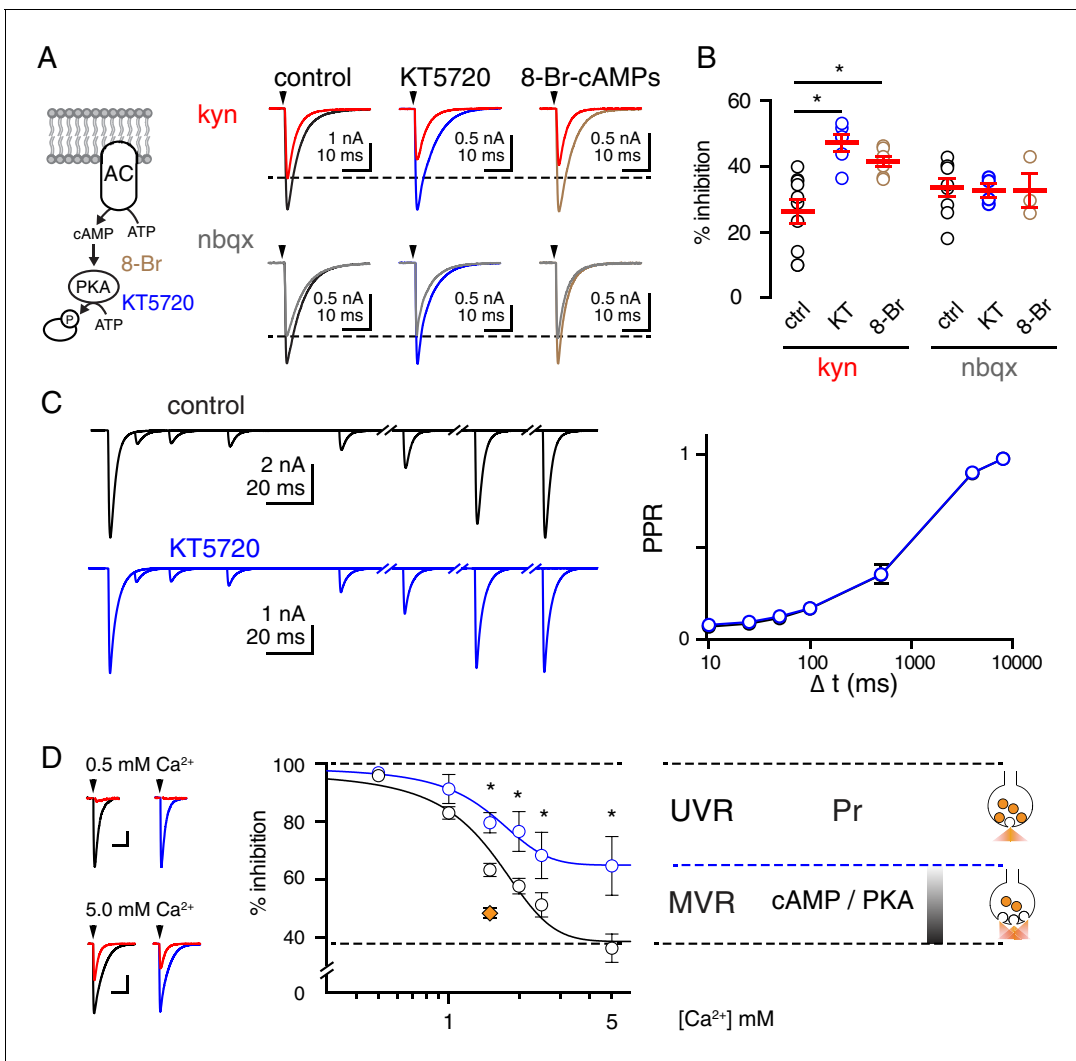 A
control
KT5720
8-Br-cAMPs
kyn
1 nA
10 ms
0.5 nA
10 ms
0.5 nA
10 ms
AC
cAMP
ATP
8-Br
PKA
KT5720
ATP
P
nbqx
0.5 nA
10 ms
0.5 nA
10 ms
0.5 nA
10 ms
B
*
*
% inhibition
60
40
20
0
ctrl
KT
8-Br
ctrl
KT
8-Br
kyn
nbqx
C
control
2 nA
20 ms
KT5720
1 nA
20 ms
PPR
1
0
10
100
1000
10000
Δ t (ms)
D
0.5 mM Ca²⁺
5.0 mM Ca²⁺
% inhibition
100
80
60
40
0
* * * *
1
5
[Ca²⁺] mM
UVR
Pr
MVR
cAMP / PKA